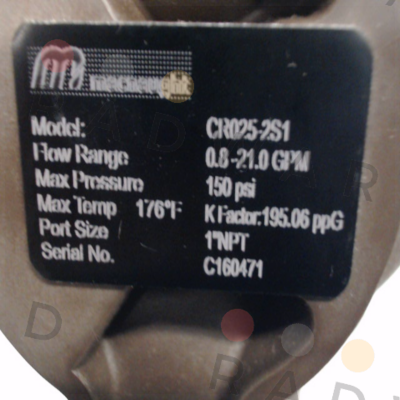 Model: CR025-2S1
Flow Range 0.8-21.0 GPM
Max Pressure 150 psi
Max Temp 176°F K Factor:195.06 ppG
Port Size 1"NPT
Serial No. C160471